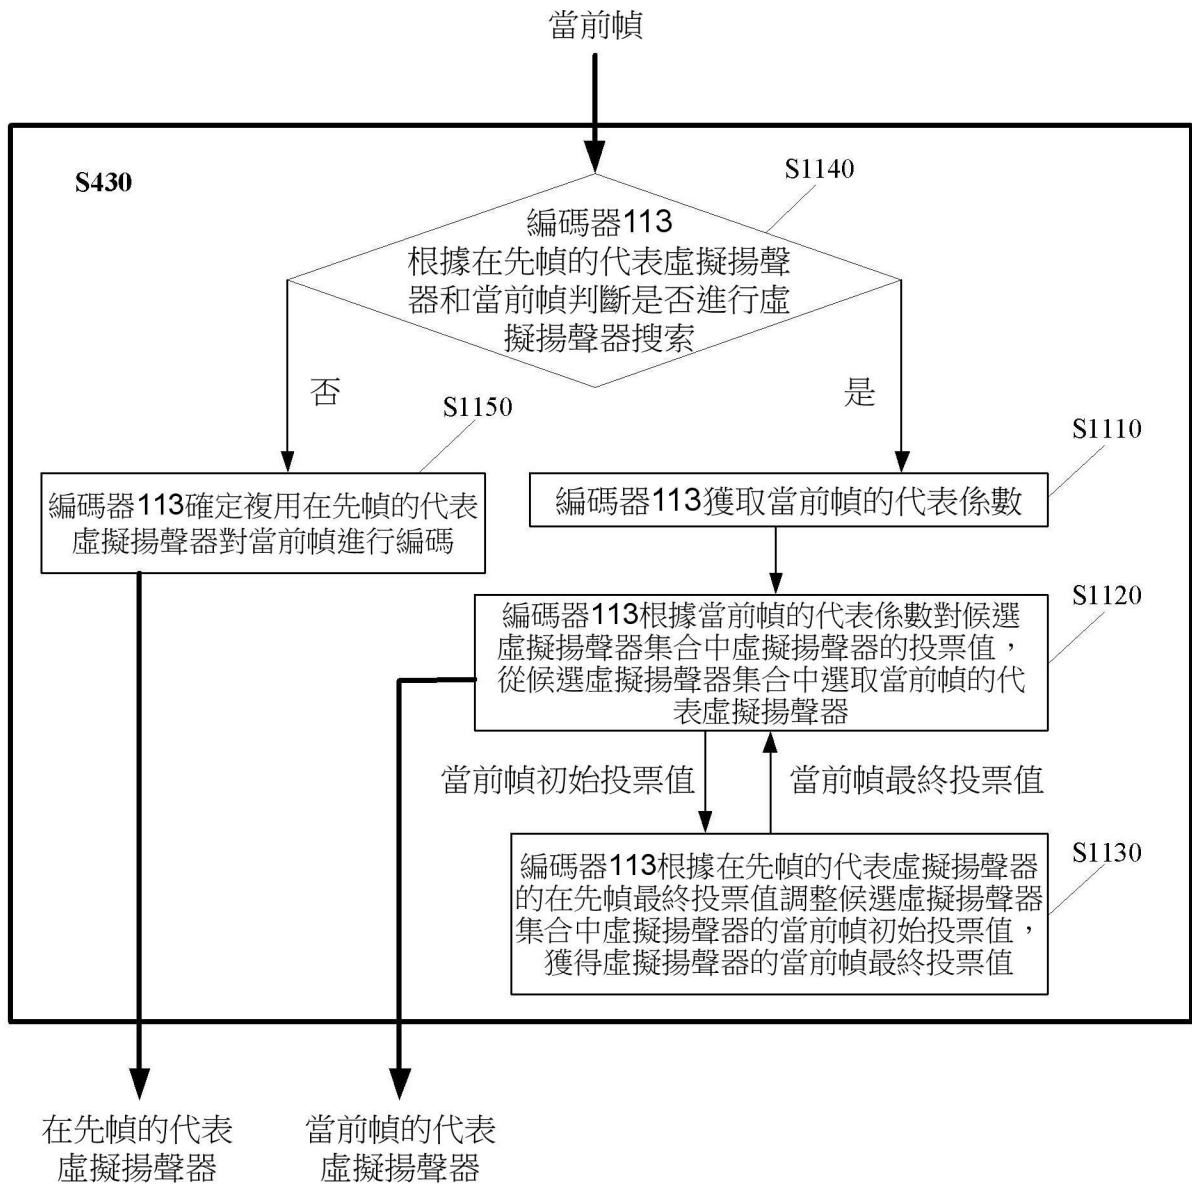 當前幀
S430
S1140
編碼器113
根據在先幀的代表虛擬揚聲
器和當前幀判斷是否進行虛
擬揚聲器搜索
否
是
S1150
S1110
編碼器113確定複用在先幀的代表
虛擬揚聲器對當前幀進行編碼
編碼器113獲取當前幀的代表係數
S1120
編碼器113根據當前幀的代表係數對候選
虛擬揚聲器集合中虛擬揚聲器的投票值，
從候選虛擬揚聲器集合中選取當前幀的代
表虛擬揚聲器
當前幀初始投票值
當前幀最終投票值
S1130
編碼器113根據在先幀的代表虛擬揚聲器
的在先幀最終投票值調整候選虛擬揚聲器
集合中虛擬揚聲器的當前幀初始投票值，
獲得虛擬揚聲器的當前幀最終投票值
在先幀的代表
虛擬揚聲器
當前幀的代表
虛擬揚聲器